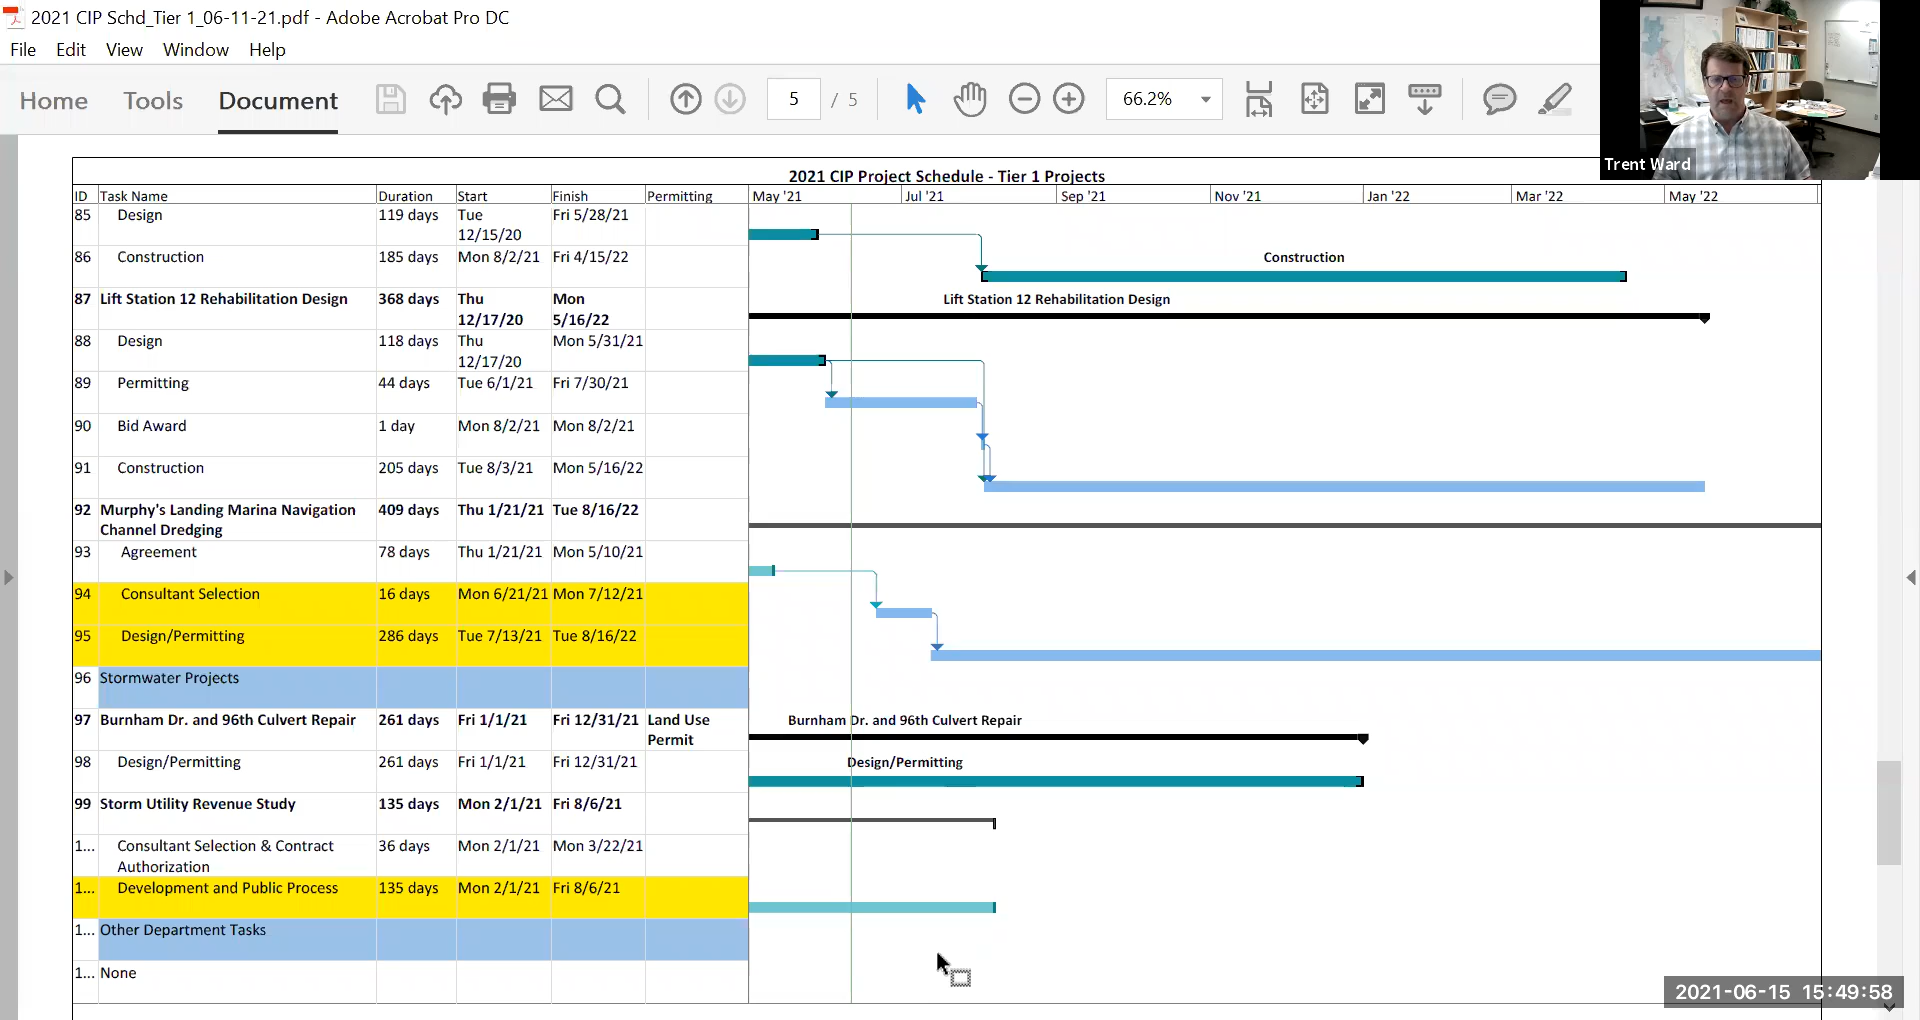 2021 CIP Schd_Tier 1_06-11-21.pdf - Adobe Acrobat Pro DC
File Edit View Window Help
Home Tools Document 5 / 5 66.2%
Trent Ward
2021 CIP Project Schedule - Tier 1 Projects
ID Task Name Duration Start Finish Permitting May '21 Jul '21 Sep '21 Nov '21 Jan '22 Mar '22 May '22
85 Design 119 days Tue Fri 5/28/21
12/15/20
86 Construction 185 days Mon 8/2/21 Fri 4/15/22 Construction
87 Lift Station 12 Rehabilitation Design 368 days Thu Mon Lift Station 12 Rehabilitation Design
12/17/20 5/16/22
88 Design 118 days Thu Mon 5/31/21
12/17/20
89 Permitting 44 days Tue 6/1/21 Fri 7/30/21
90 Bid Award 1 day Mon 8/2/21 Mon 8/2/21
91 Construction 205 days Tue 8/3/21 Mon 5/16/22
92 Murphy's Landing Marina Navigation 409 days Thu 1/21/21 Tue 8/16/22
Channel Dredging
93 Agreement 78 days Thu 1/21/21 Mon 5/10/21
94 Consultant Selection 16 days Mon 6/21/21 Mon 7/12/21
95 Design/Permitting 286 days Tue 7/13/21 Tue 8/16/22
96 Stormwater Projects
97 Burnham Dr. and 96th Culvert Repair 261 days Fri 1/1/21 Fri 12/31/21 Land Use Burnham Dr. and 96th Culvert Repair
Permit
98 Design/Permitting 261 days Fri 1/1/21 Fri 12/31/21 Design/Permitting
99 Storm Utility Revenue Study 135 days Mon 2/1/21 Fri 8/6/21
1... Consultant Selection & Contract 36 days Mon 2/1/21 Mon 3/22/21
Authorization
1... Development and Public Process 135 days Mon 2/1/21 Fri 8/6/21
1... Other Department Tasks
1... None
2021-06-15 15:49:58